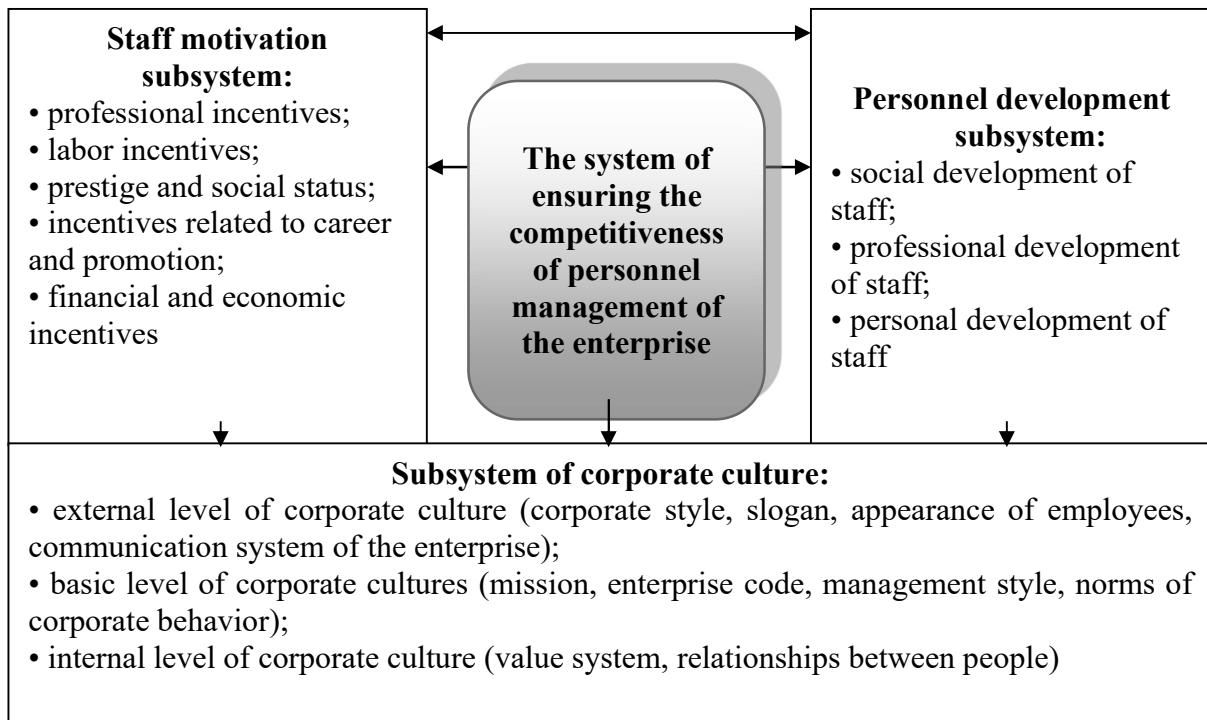 Staff motivation
subsystem:
• professional incentives;
• labor incentives;
• prestige and social status;
• incentives related to career
and promotion;
• financial and economic
incentives
The system of
ensuring the
competitiveness
of personnel
management of
the enterprise
Personnel development
subsystem:
• social development of
staff;
• professional development
of staff;
• personal development of
staff
Subsystem of corporate culture:
• external level of corporate culture (corporate style, slogan, appearance of employees,
communication system of the enterprise);
• basic level of corporate cultures (mission, enterprise code, management style, norms of
corporate behavior);
• internal level of corporate culture (value system, relationships between people)